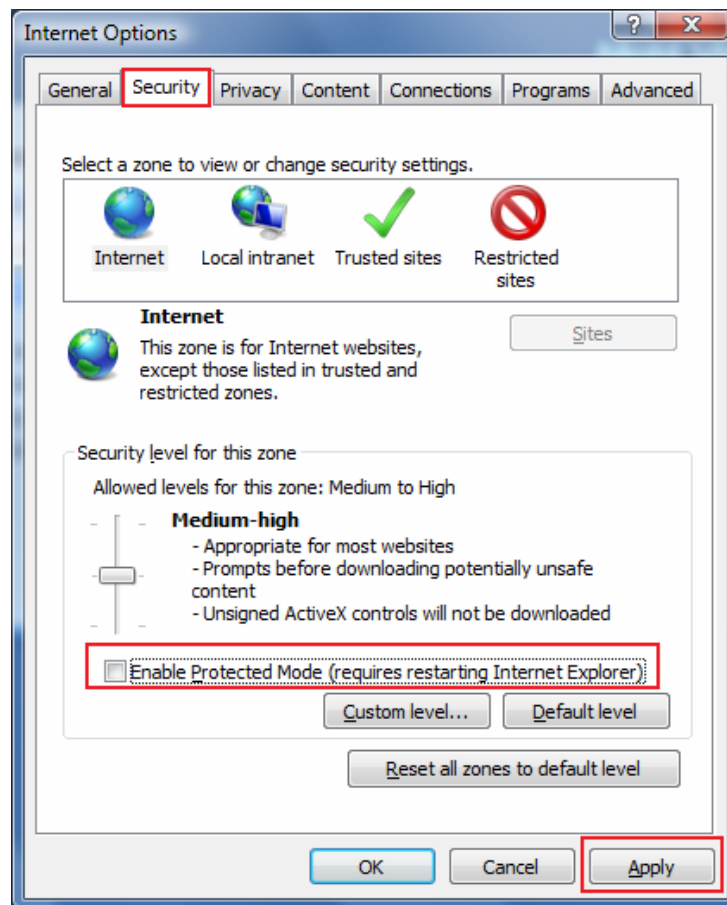 Internet Options
?
X
General Security Privacy Content Connections Programs Advanced
Select a zone to view or change security settings.
Internet Local intranet Trusted sites Restricted
sites
Internet
Sites
This zone is for Internet websites,
except those listed in trusted and
restricted zones.
Security level for this zone
Allowed levels for this zone: Medium to High
Medium-high
- Appropriate for most websites
- Prompts before downloading potentially unsafe
content
- Unsigned ActiveX controls will not be downloaded
Enable Protected Mode (requires restarting Internet Explorer)
Custom level... Default level
Reset all zones to default level
OK Cancel Apply